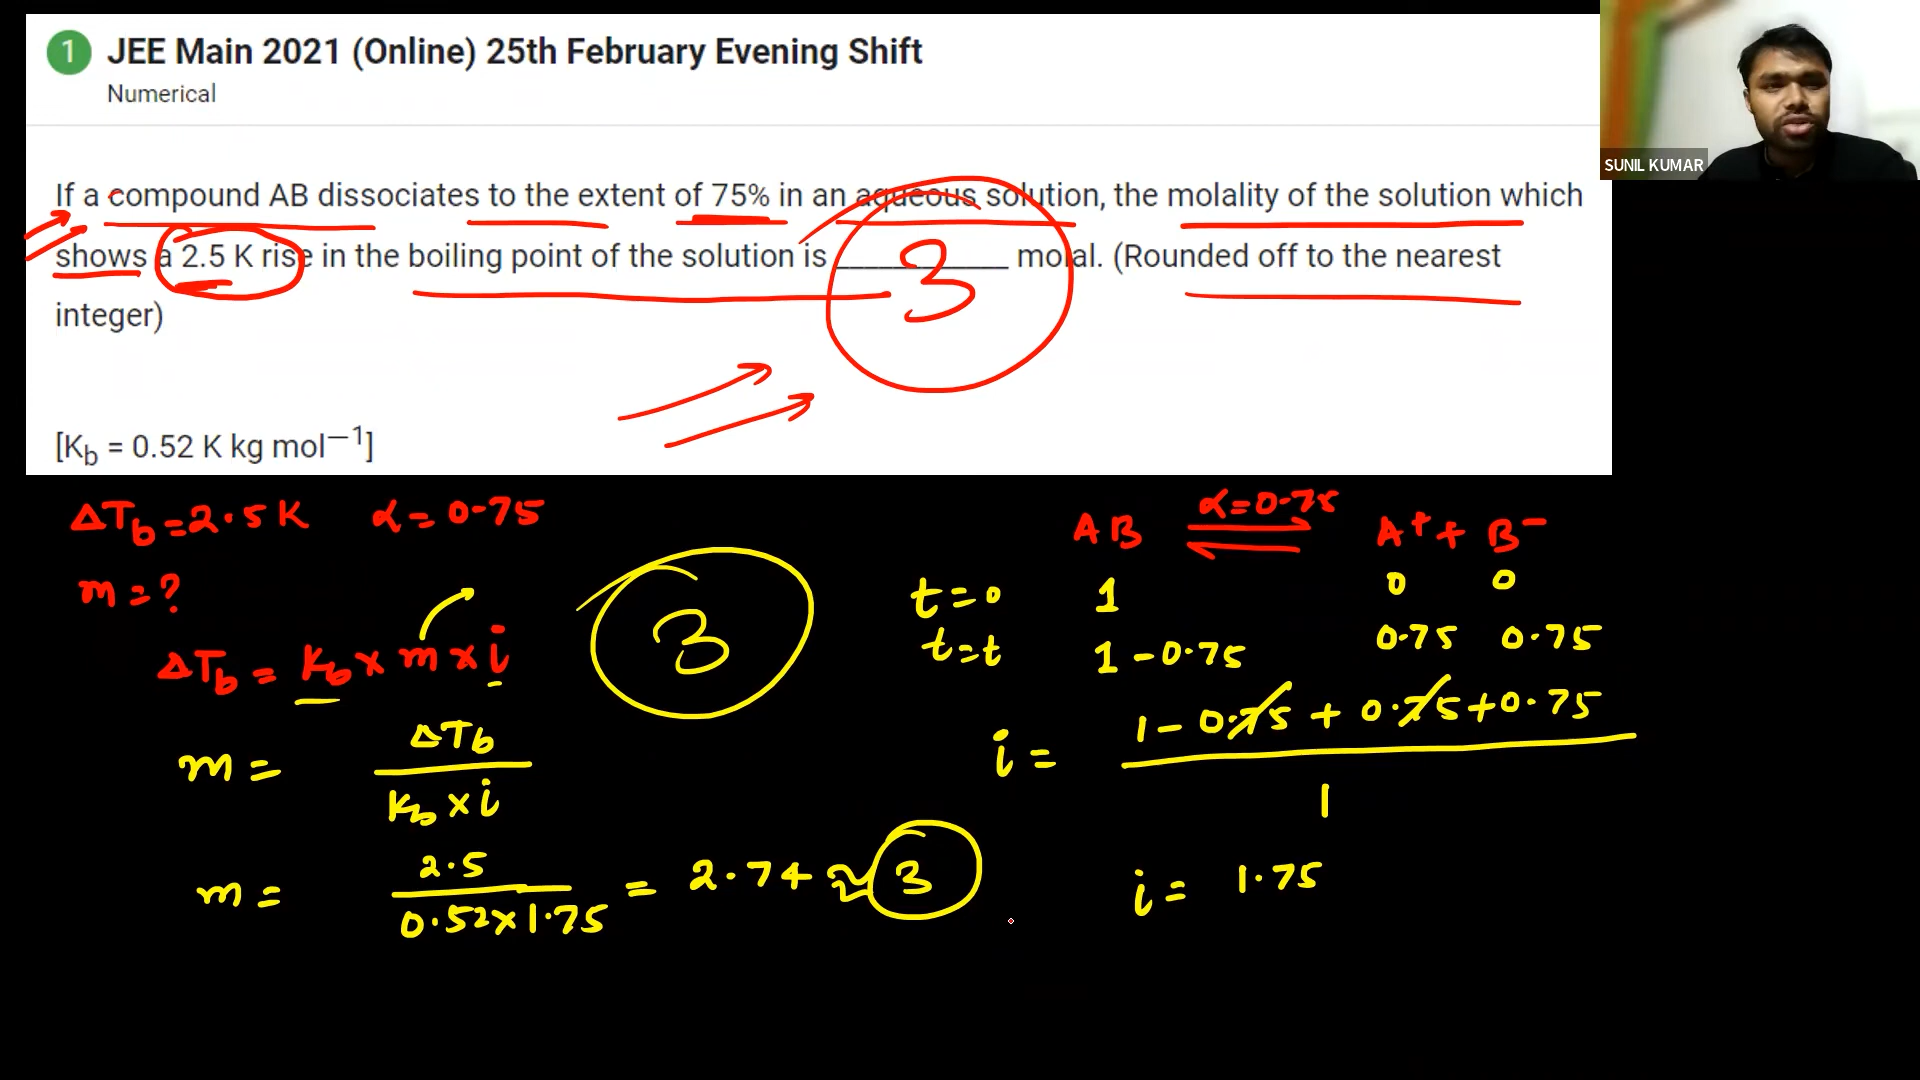 1 JEE Main 2021 (Online) 25th February Evening Shift
Numerical
SUNIL KUMAR
If a compound AB dissociates to the extent of 75% in an aqueous solution, the molality of the solution which
shows a 2.5 K rise in the boiling point of the solution is ____________ molal. (Rounded off to the nearest
integer)
3
[Kb = 0.52 K kg mol−1]
ΔTb = 2.5 K α = 0.75
m = ?
ΔTb = Kb × m × i
3
m = ΔTb / Kb × i
m = 2.5 / 0.52 × 1.75 = 2.74 ≈ 3
AB ⇌ A+ + B−
α = 0.75
t = 0 1 0 0
t = t 1 − 0.75 0.75 0.75
i = 1 − 0.75 + 0.75 + 0.75 / 1
i = 1.75